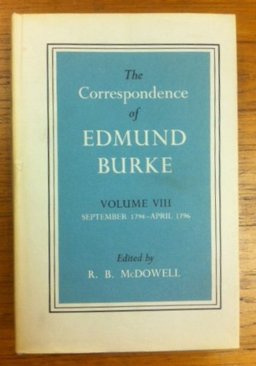 The
Correspondence
of
EDMUND
BURKE
VOLUME VIII
SEPTEMBER 1794–APRIL 1796
Edited by
R. B. McDOWELL